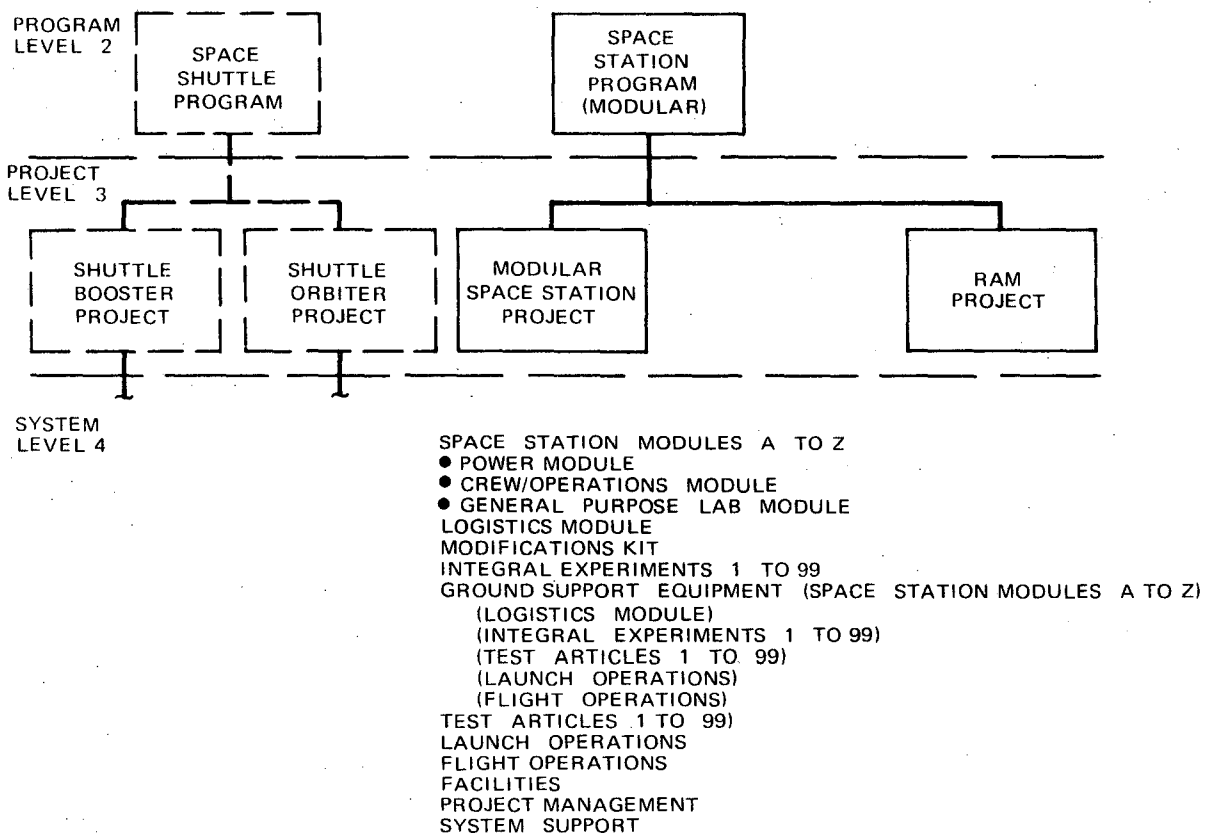 PROGRAM
LEVEL 2
SPACE
SHUTTLE
PROGRAM
SPACE
STATION
PROGRAM
(MODULAR)
PROJECT
LEVEL 3
SHUTTLE
BOOSTER
PROJECT
SHUTTLE
ORBITER
PROJECT
MODULAR
SPACE STATION
PROJECT
RAM
PROJECT
SYSTEM
LEVEL 4
SPACE STATION MODULES A TO Z
● POWER MODULE
● CREW/OPERATIONS MODULE
● GENERAL PURPOSE LAB MODULE
LOGISTICS MODULE
MODIFICATIONS KIT
INTEGRAL EXPERIMENTS 1 TO 99
GROUND SUPPORT EQUIPMENT (SPACE STATION MODULES A TO Z)
(LOGISTICS MODULE)
(INTEGRAL EXPERIMENTS 1 TO 99)
(TEST ARTICLES 1 TO 99)
(LAUNCH OPERATIONS)
(FLIGHT OPERATIONS)
TEST ARTICLES 1 TO 99)
LAUNCH OPERATIONS
FLIGHT OPERATIONS
FACILITIES
PROJECT MANAGEMENT
SYSTEM SUPPORT